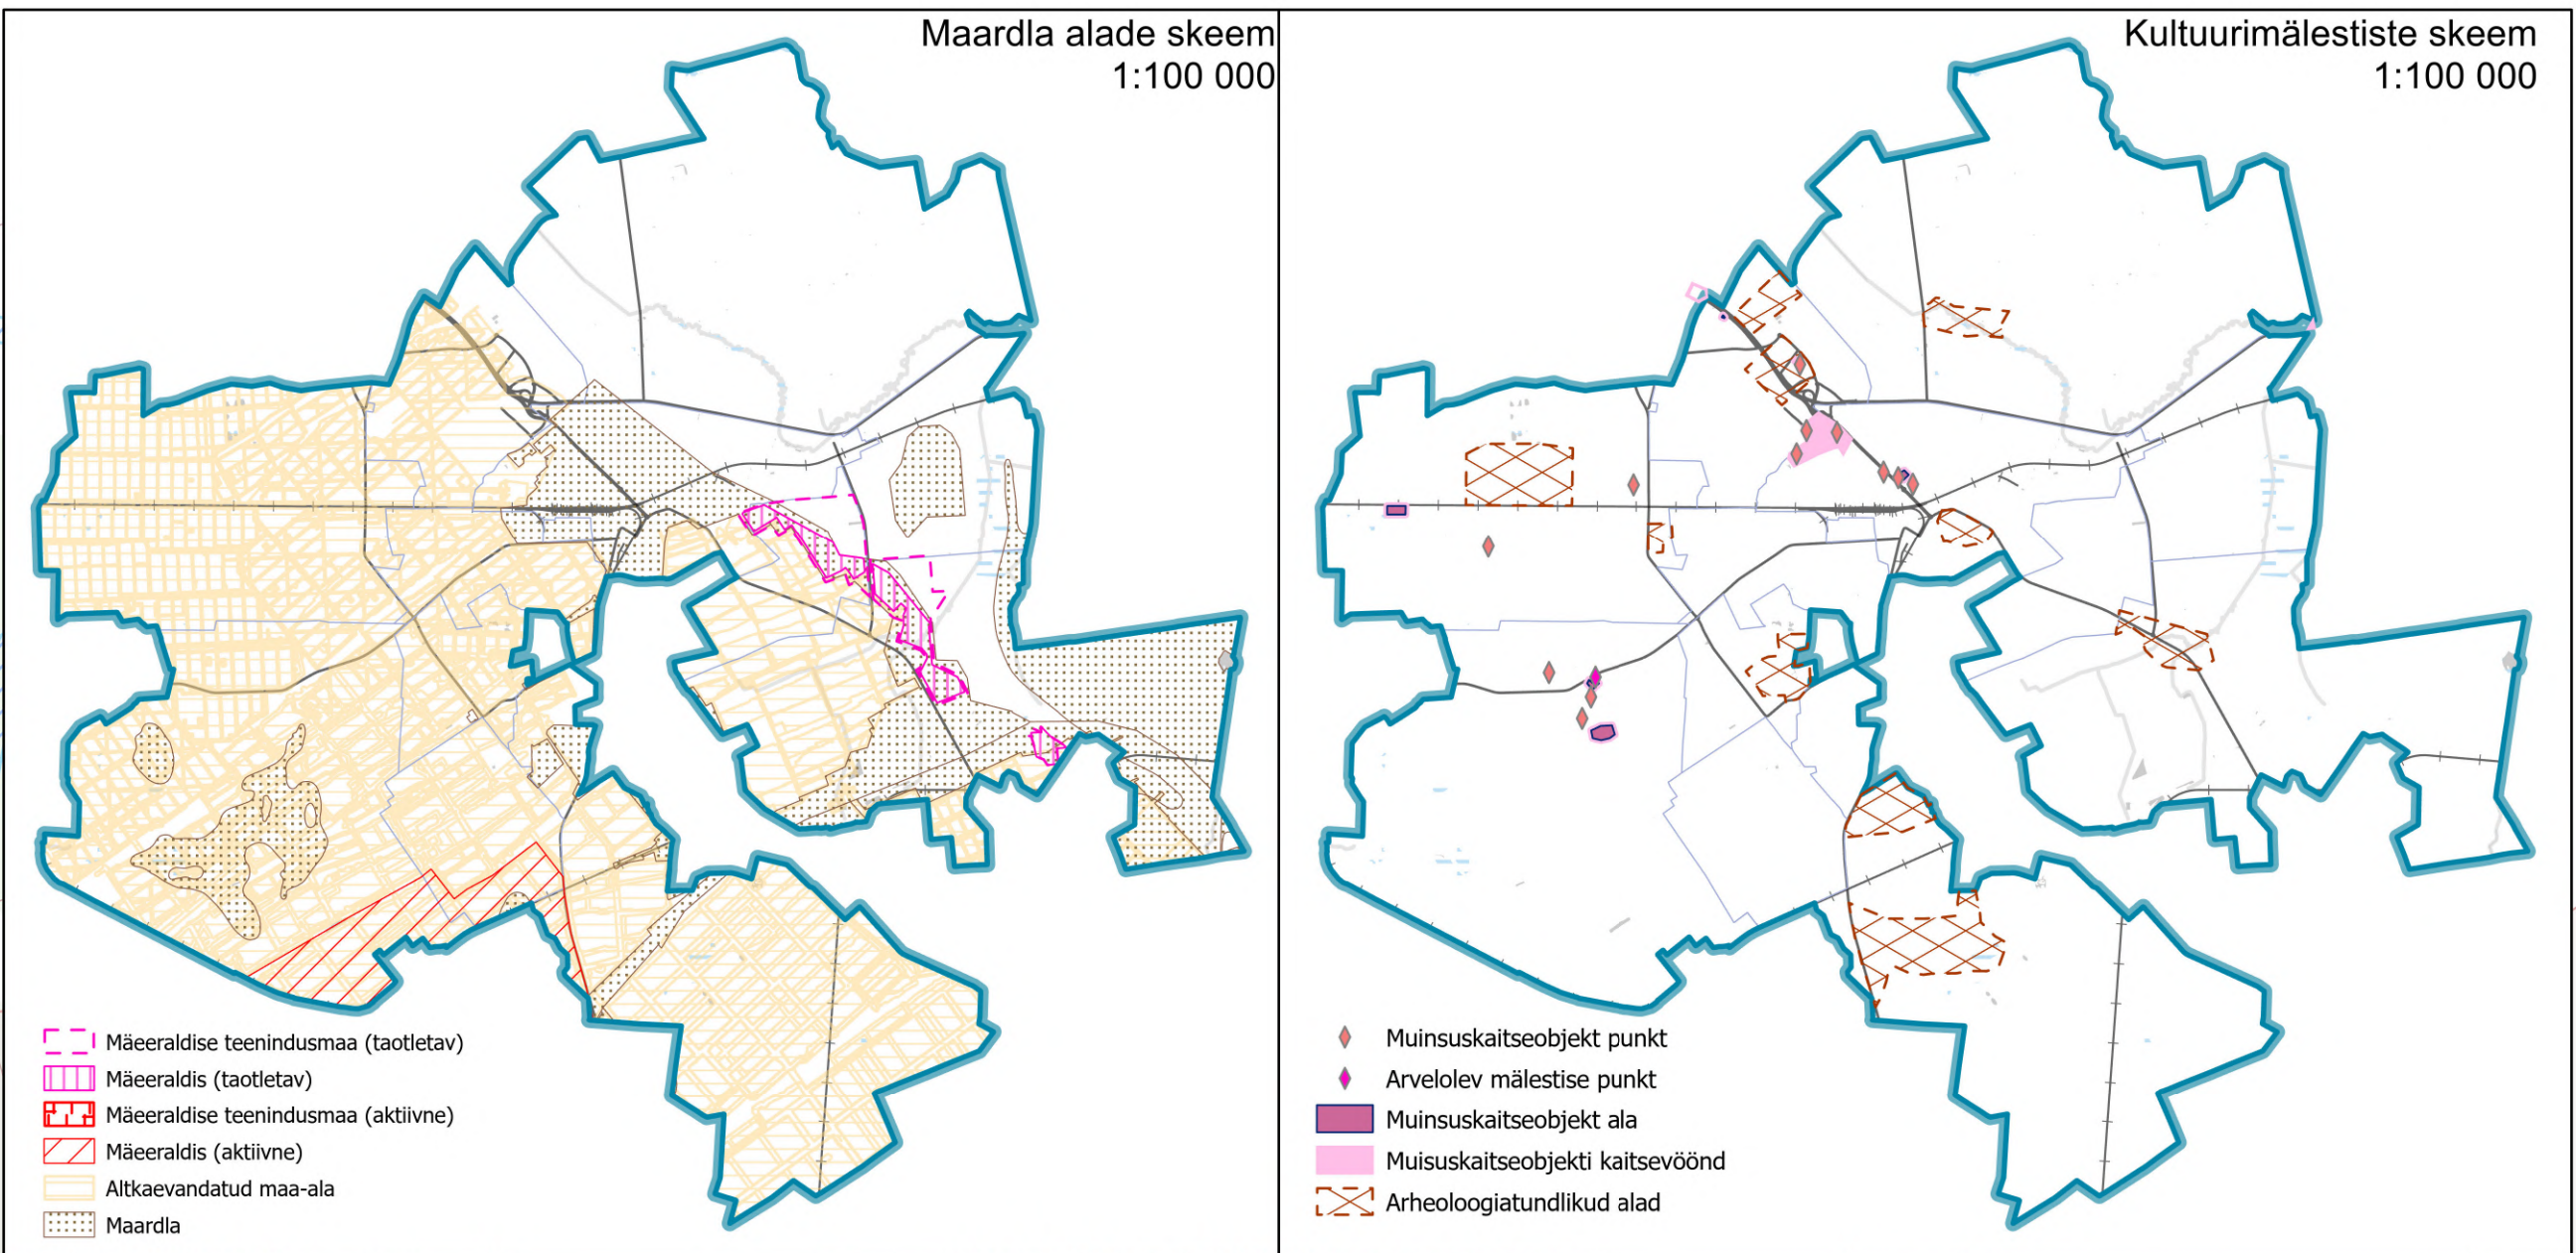 Maardla alade skeem
1:100 000
Mäeeraldise teenindusmaa (taotletav)
Mäeeraldis (taotletav)
Mäeeraldise teenindusmaa (aktiivne)
Mäeeraldis (aktiivne)
Altkaevandatud maa-ala
Maardla
Kultuurimälestiste skeem
1:100 000
Muinsuskaitseobjekt punkt
Arvelolev mälestise punkt
Muinsuskaitseobjekt ala
Muisuskaitseobjekti kaitsevöönd
Arheoloogiatundlikud alad